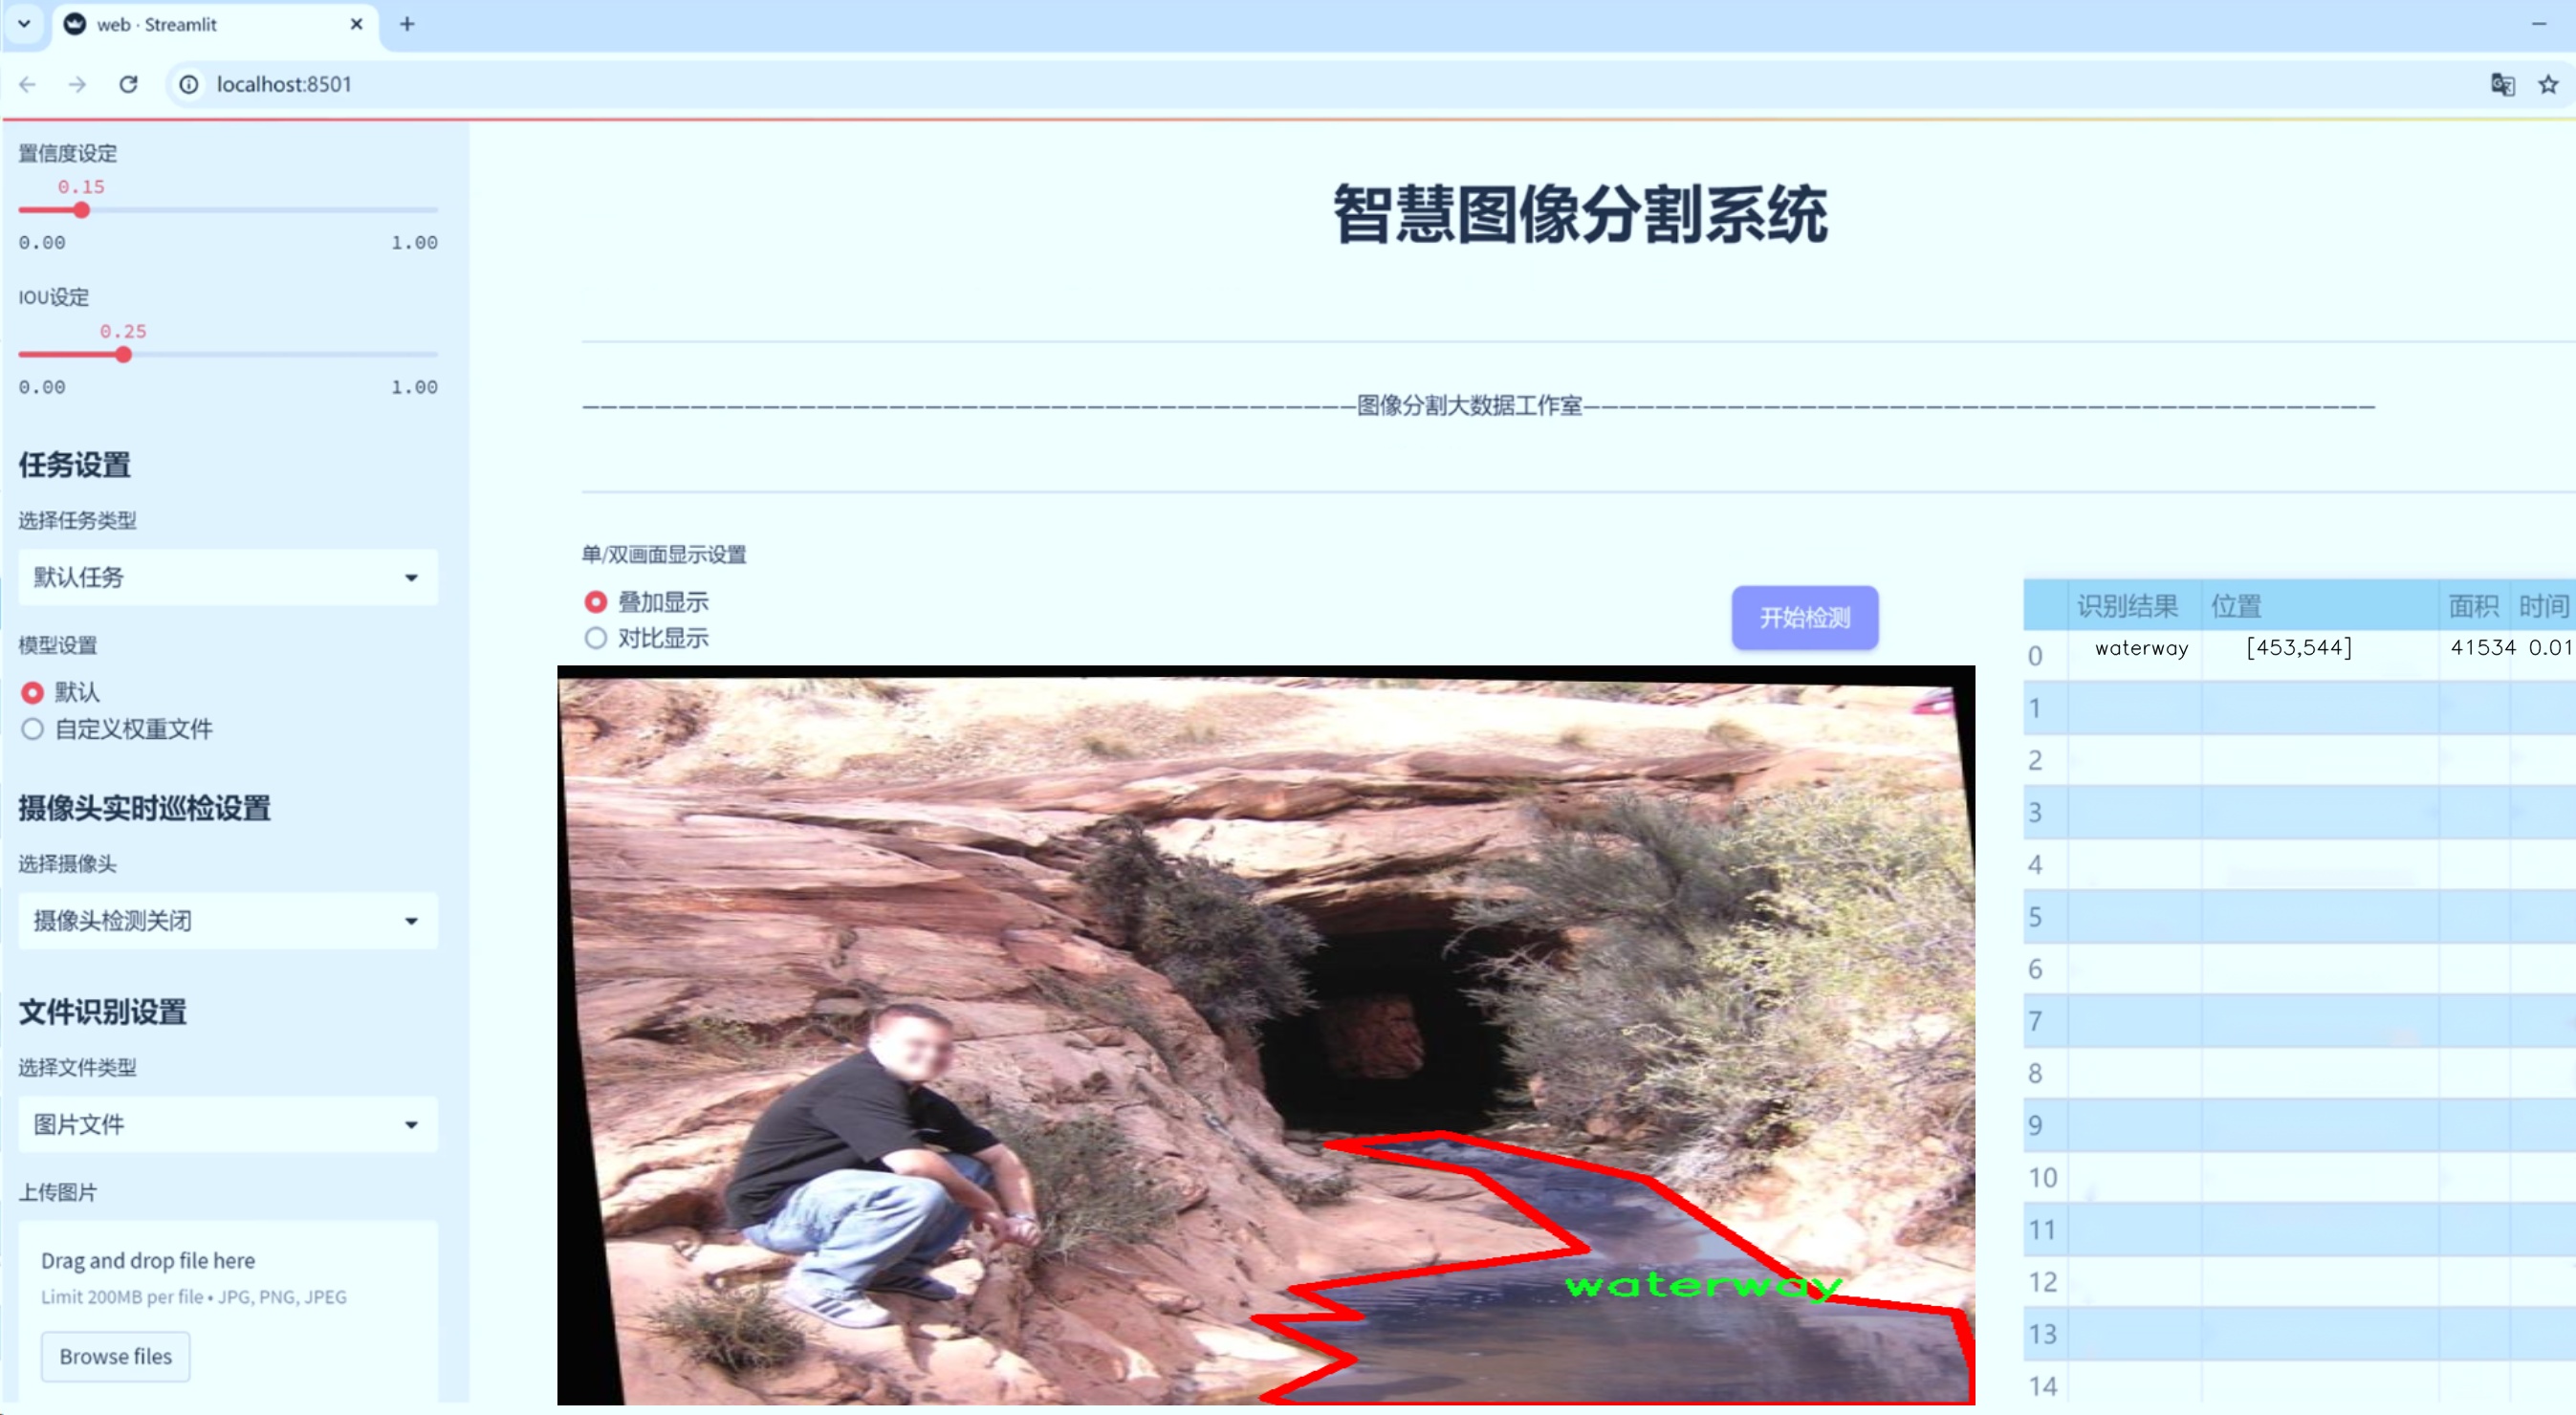 web · Streamlit
localhost:8501
置信度设定
0.15
0.00 1.00
IOU设定
0.25
0.00 1.00
任务设置
选择任务类型
默认任务
模型设置
默认
自定义权重文件
摄像头实时巡检设置
选择摄像头
摄像头检测关闭
文件识别设置
选择文件类型
图片文件
上传图片
Drag and drop file here
Limit 200MB per file • JPG, PNG, JPEG
Browse files
智慧图像分割系统
图像分割大数据工作室
单/双画面显示设置
叠加显示
对比显示
开始检测
waterway
识别结果 位置 面积 时间
0 waterway [453,544] 41534 0.01
1
2
3
4
5
6
7
8
9
10
11
12
13
14